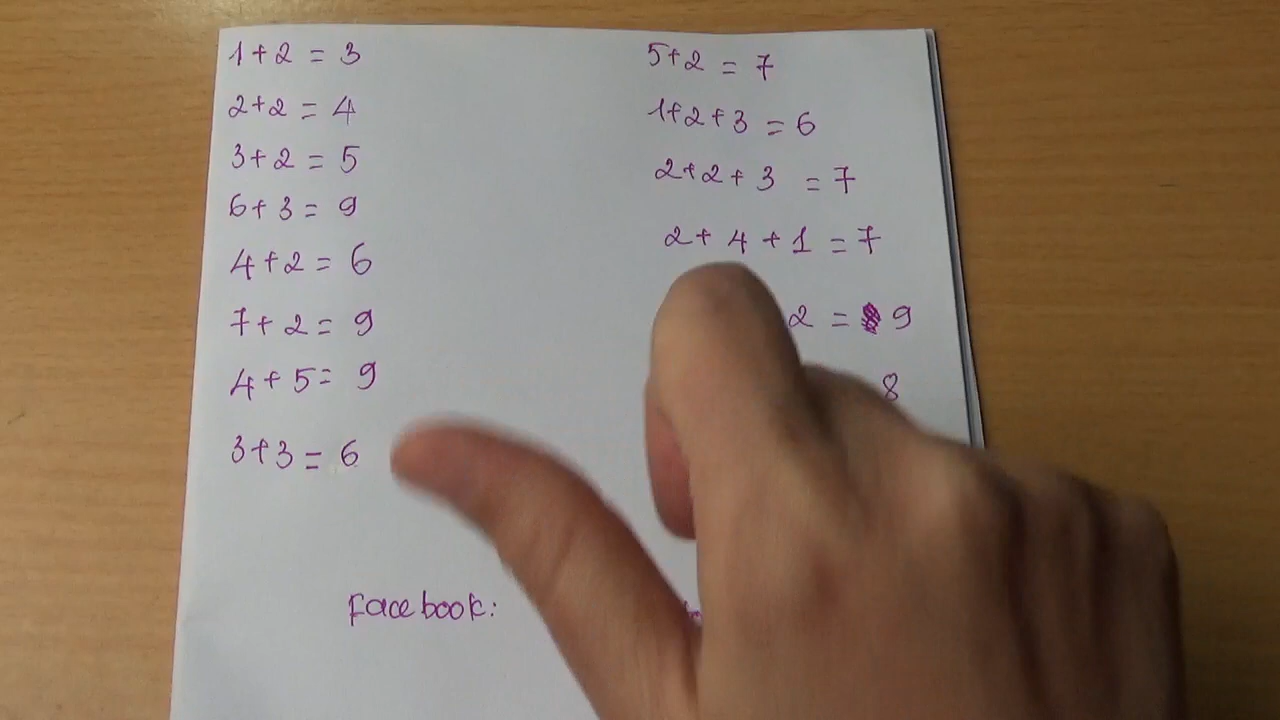 1+2 = 3
2+2 = 4
3+2 = 5
6+3 = 9
4+2 = 6
7+2 = 9
4+5 = 9
3+3 = 6
5+2 = 7
1+2+3 = 6
2+2+3 = 7
2+4+1 = 7
2 = 9
8
Facebook: